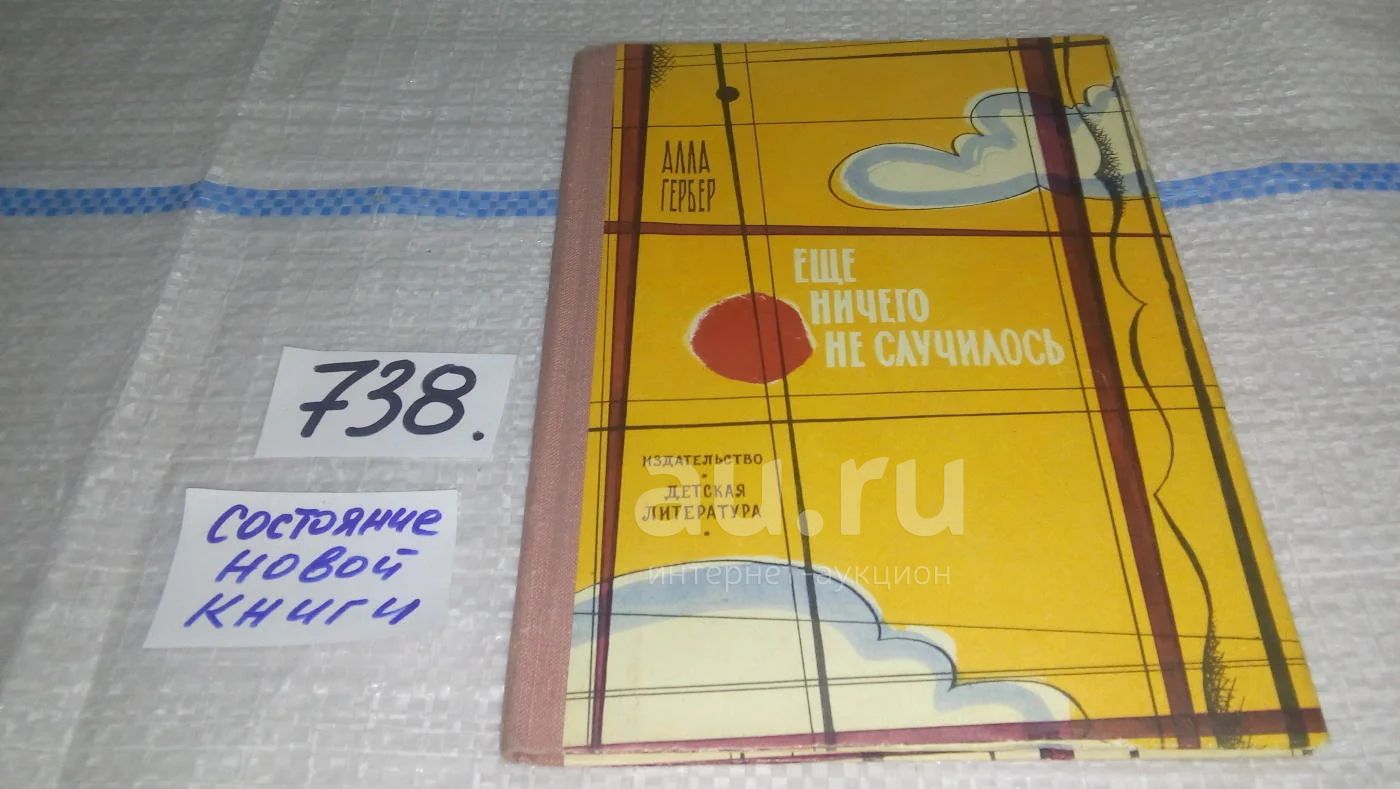 АЛЛА
ГЕРБЕР
ЕЩЕ
НИЧЕГО
НЕ СЛУЧИЛОСЬ
ИЗДАТЕЛЬСТВО
ДЕТСКАЯ
ЛИТЕРАТУРА
738.
СОСТОЯНИЕ
НОВОЙ
КНИГИ
au.ru
интернет-аукцион